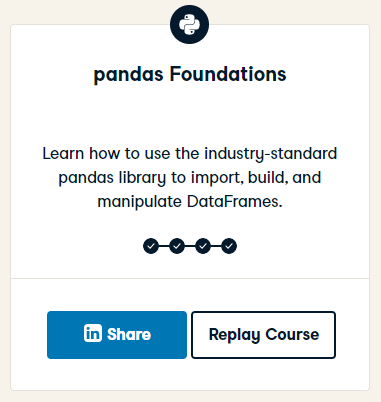 pandas Foundations
Learn how to use the industry-standard
pandas library to import, build, and
manipulate DataFrames.
in Share
Replay Course